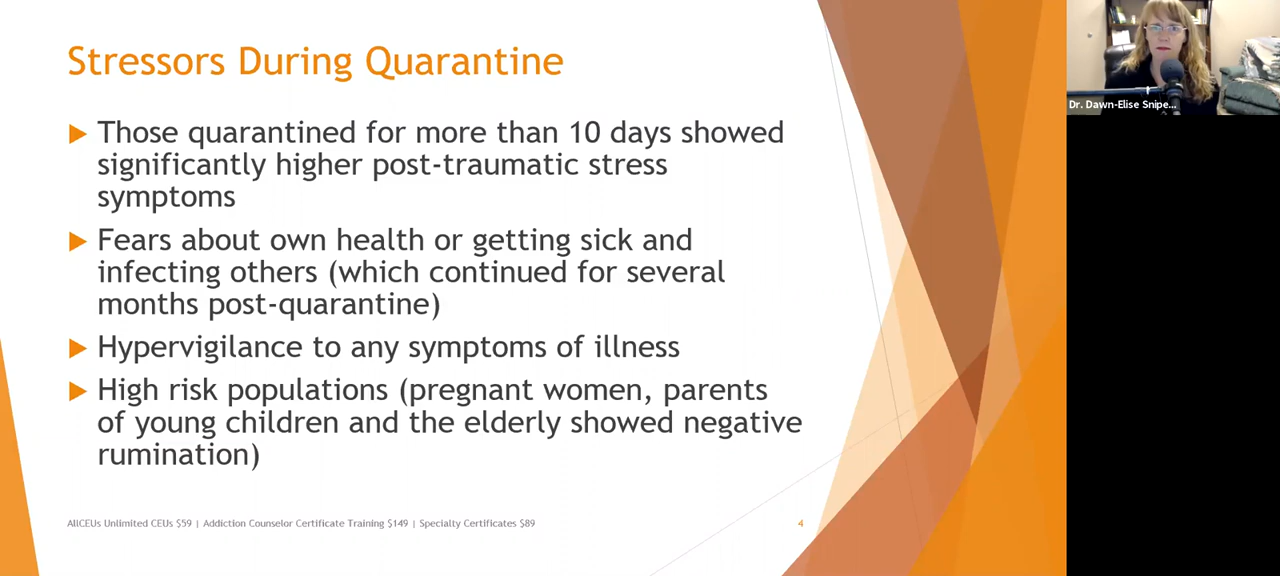 Stressors During Quarantine
Those quarantined for more than 10 days showed
significantly higher post-traumatic stress
symptoms
Fears about own health or getting sick and
infecting others (which continued for several
months post-quarantine)
Hypervigilance to any symptoms of illness
High risk populations (pregnant women, parents
of young children and the elderly showed negative
rumination)
AllCEUs Unlimited CEUs $59 | Addiction Counselor Certificate Training $149 | Specialty Certificates $89
4
Dr. Dawn-Elise Snipe...